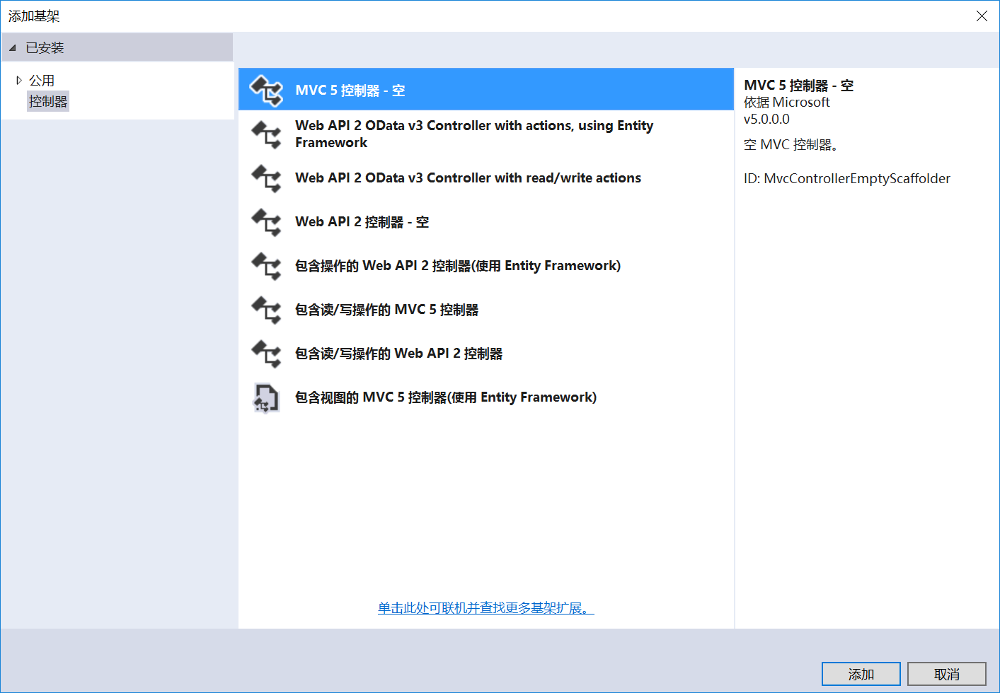 添加基架
已安装
公用
控制器
MVC 5 控制器 - 空
Web API 2 OData v3 Controller with actions, using Entity
Framework
Web API 2 OData v3 Controller with read/write actions
Web API 2 控制器 - 空
包含操作的 Web API 2 控制器(使用 Entity Framework)
包含读/写操作的 MVC 5 控制器
包含读/写操作的 Web API 2 控制器
包含视图的 MVC 5 控制器(使用 Entity Framework)
单击此处可联机并查找更多基架扩展。
MVC 5 控制器 - 空
依据 Microsoft
v5.0.0.0
空 MVC 控制器。
ID: MvcControllerEmptyScaffolder
添加
取消